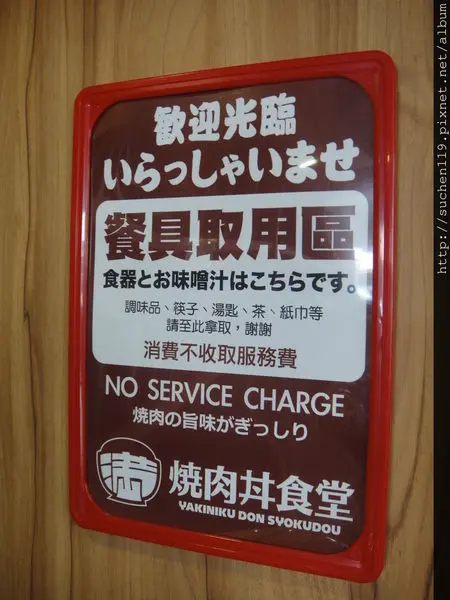 歡迎光臨
いらっしゃいませ
餐具取用區
食器とお味噌汁はこちらです。
調味品、筷子、湯匙、茶、紙巾等
請至此拿取，謝謝
消費不收取服務費
NO SERVICE CHARGE
焼肉の旨味がぎっしり
満
焼肉丼食堂
YAKINIKU DON SYOKUDOU
http://suchen119.pixnet.net/album